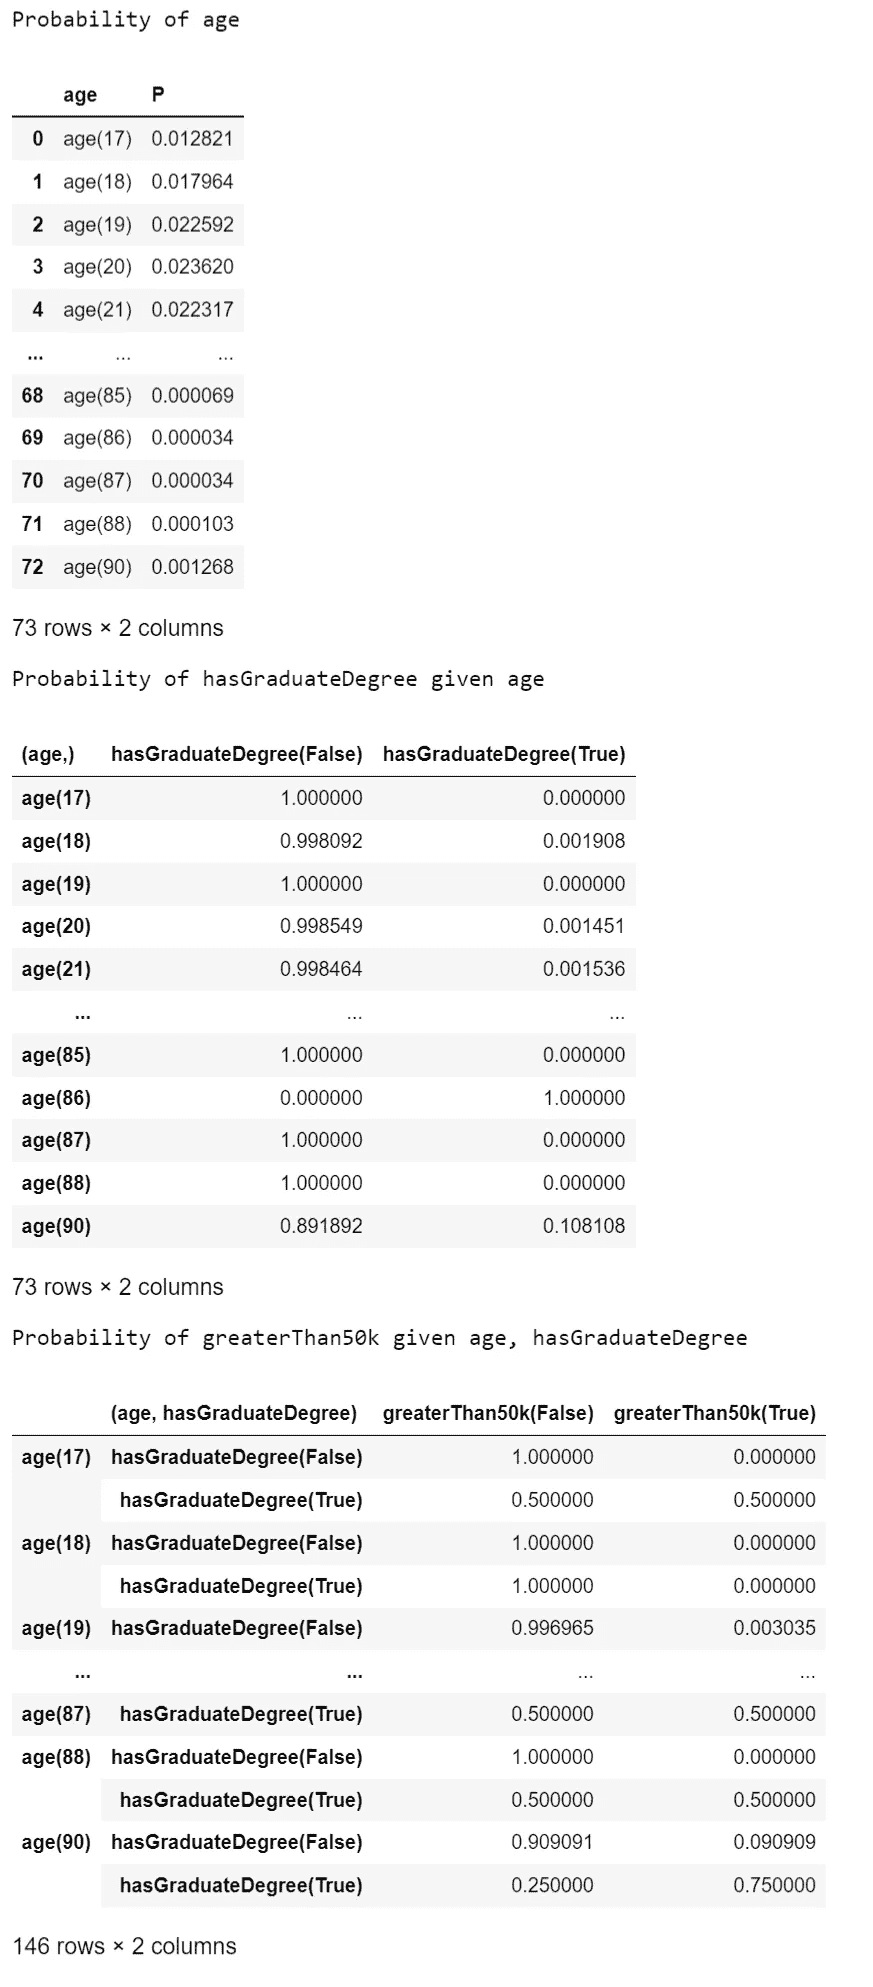 Probability of age
age P
0 age(17) 0.012821
1 age(18) 0.017964
2 age(19) 0.022592
3 age(20) 0.023620
4 age(21) 0.022317
... ... ...
68 age(85) 0.000069
69 age(86) 0.000034
70 age(87) 0.000034
71 age(88) 0.000103
72 age(90) 0.001268
73 rows × 2 columns
Probability of hasGraduateDegree given age
(age,) hasGraduateDegree(False) hasGraduateDegree(True)
age(17) 1.000000 0.000000
age(18) 0.998092 0.001908
age(19) 1.000000 0.000000
age(20) 0.998549 0.001451
age(21) 0.998464 0.001536
... ... ...
age(85) 1.000000 0.000000
age(86) 0.000000 1.000000
age(87) 1.000000 0.000000
age(88) 1.000000 0.000000
age(90) 0.891892 0.108108
73 rows × 2 columns
Probability of greaterThan50k given age, hasGraduateDegree
(age, hasGraduateDegree) greaterThan50k(False) greaterThan50k(True)
age(17) hasGraduateDegree(False) 1.000000 0.000000
hasGraduateDegree(True) 0.500000 0.500000
age(18) hasGraduateDegree(False) 1.000000 0.000000
hasGraduateDegree(True) 1.000000 0.000000
age(19) hasGraduateDegree(False) 0.996965 0.003035
... ... ... ...
age(87) hasGraduateDegree(True) 0.500000 0.500000
age(88) hasGraduateDegree(False) 1.000000 0.000000
hasGraduateDegree(True) 0.500000 0.500000
age(90) hasGraduateDegree(False) 0.909091 0.090909
hasGraduateDegree(True) 0.250000 0.750000
146 rows × 2 columns